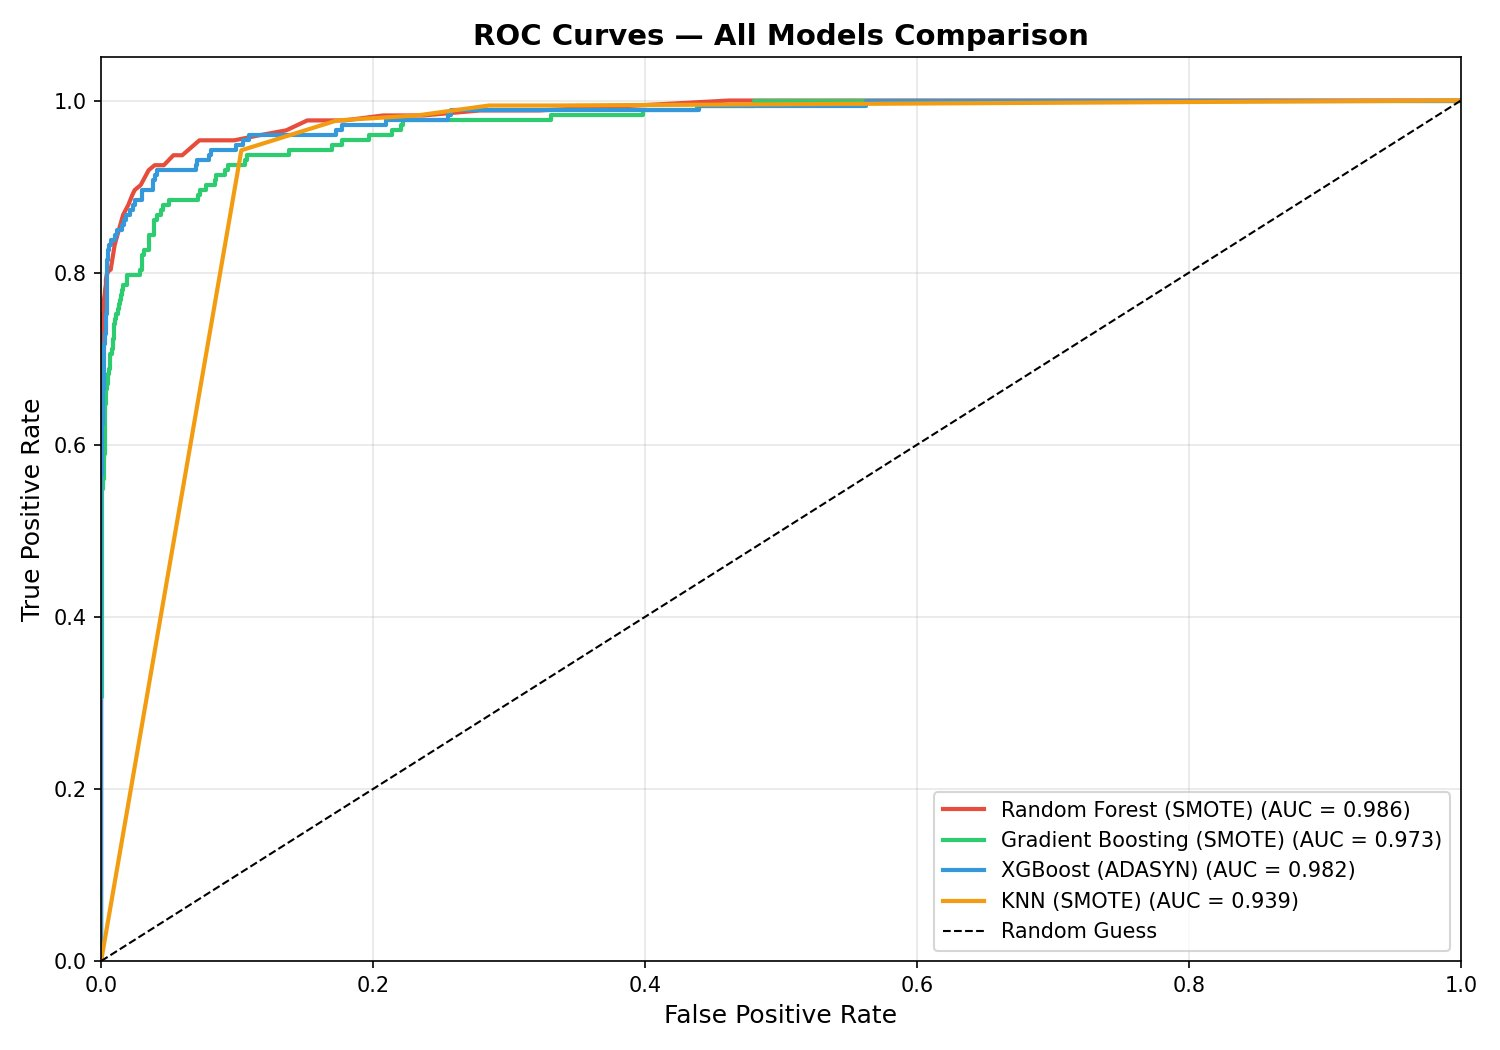 ROC Curves — All Models Comparison
True Positive Rate
1.0
0.8
0.6
0.4
0.2
0.0
0.0 0.2 0.4 0.6 0.8 1.0
False Positive Rate
Random Forest (SMOTE) (AUC = 0.986)
Gradient Boosting (SMOTE) (AUC = 0.973)
XGBoost (ADASYN) (AUC = 0.982)
KNN (SMOTE) (AUC = 0.939)
Random Guess